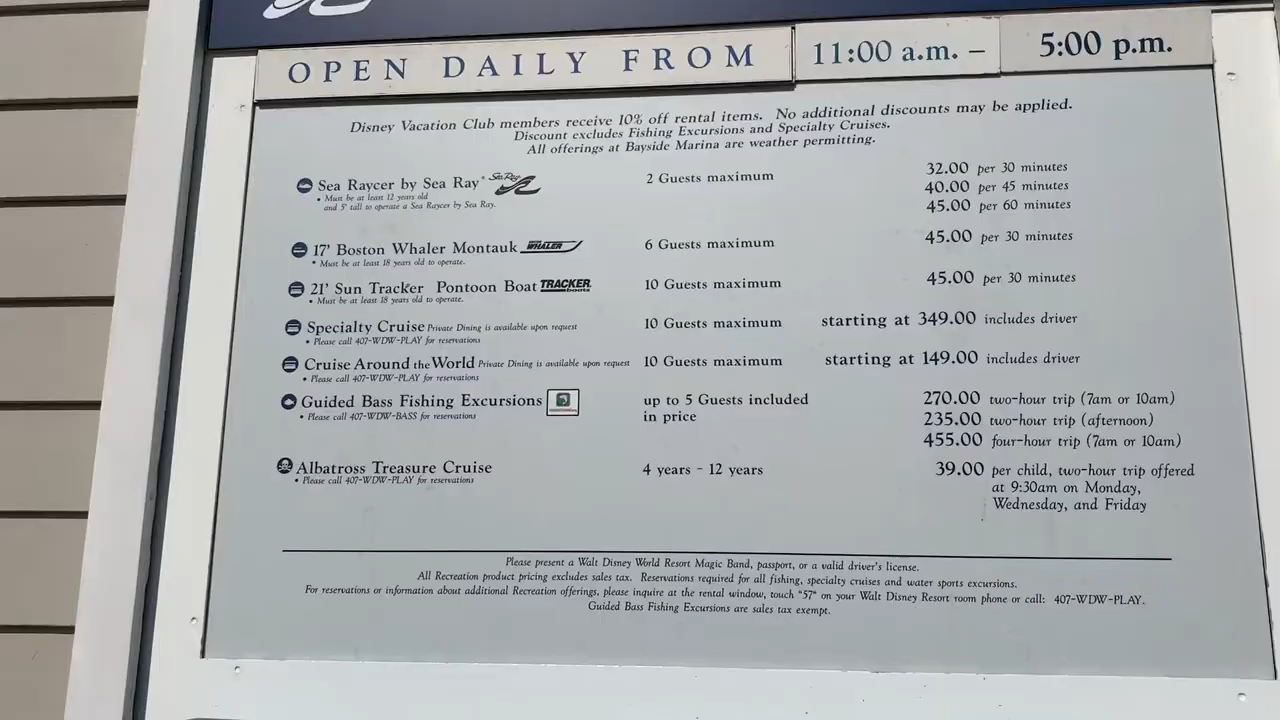 OPEN DAILY FROM 11:00 a.m. – 5:00 p.m.
Disney Vacation Club members receive 10% off rental items. No additional discounts may be applied.
Discount excludes Fishing Excursions and Specialty Cruises.
All offerings at Bayside Marina are weather permitting.
Sea Raycer by Sea Ray® Sea Ray 2 Guests maximum 32.00 per 30 minutes
• Must be at least 12 years old 40.00 per 45 minutes
and 5' tall to operate a Sea Raycer by Sea Ray. 45.00 per 60 minutes
17' Boston Whaler Montauk WHALER 6 Guests maximum 45.00 per 30 minutes
• Must be at least 18 years old to operate.
21' Sun Tracker Pontoon Boat TRACKER boats 10 Guests maximum 45.00 per 30 minutes
• Must be at least 18 years old to operate.
Specialty Cruise Private Dining is available upon request 10 Guests maximum starting at 349.00 includes driver
• Please call 407-WDW-PLAY for reservations
Cruise Around the World Private Dining is available upon request 10 Guests maximum starting at 149.00 includes driver
• Please call 407-WDW-PLAY for reservations
Guided Bass Fishing Excursions up to 5 Guests included 270.00 two-hour trip (7am or 10am)
• Please call 407-WDW-BASS for reservations in price 235.00 two-hour trip (afternoon)
455.00 four-hour trip (7am or 10am)
Albatross Treasure Cruise 4 years - 12 years 39.00 per child, two-hour trip offered
• Please call 407-WDW-PLAY for reservations at 9:30am on Monday,
Wednesday, and Friday
Please present a Walt Disney World Resort Magic Band, passport, or a valid driver's license.
All Recreation product pricing excludes sales tax. Reservations required for all fishing, specialty cruises and water sports excursions.
For reservations or information about additional Recreation offerings, please inquire at the rental window, touch "57" on your Walt Disney Resort room phone or call: 407-WDW-PLAY.
Guided Bass Fishing Excursions are sales tax exempt.